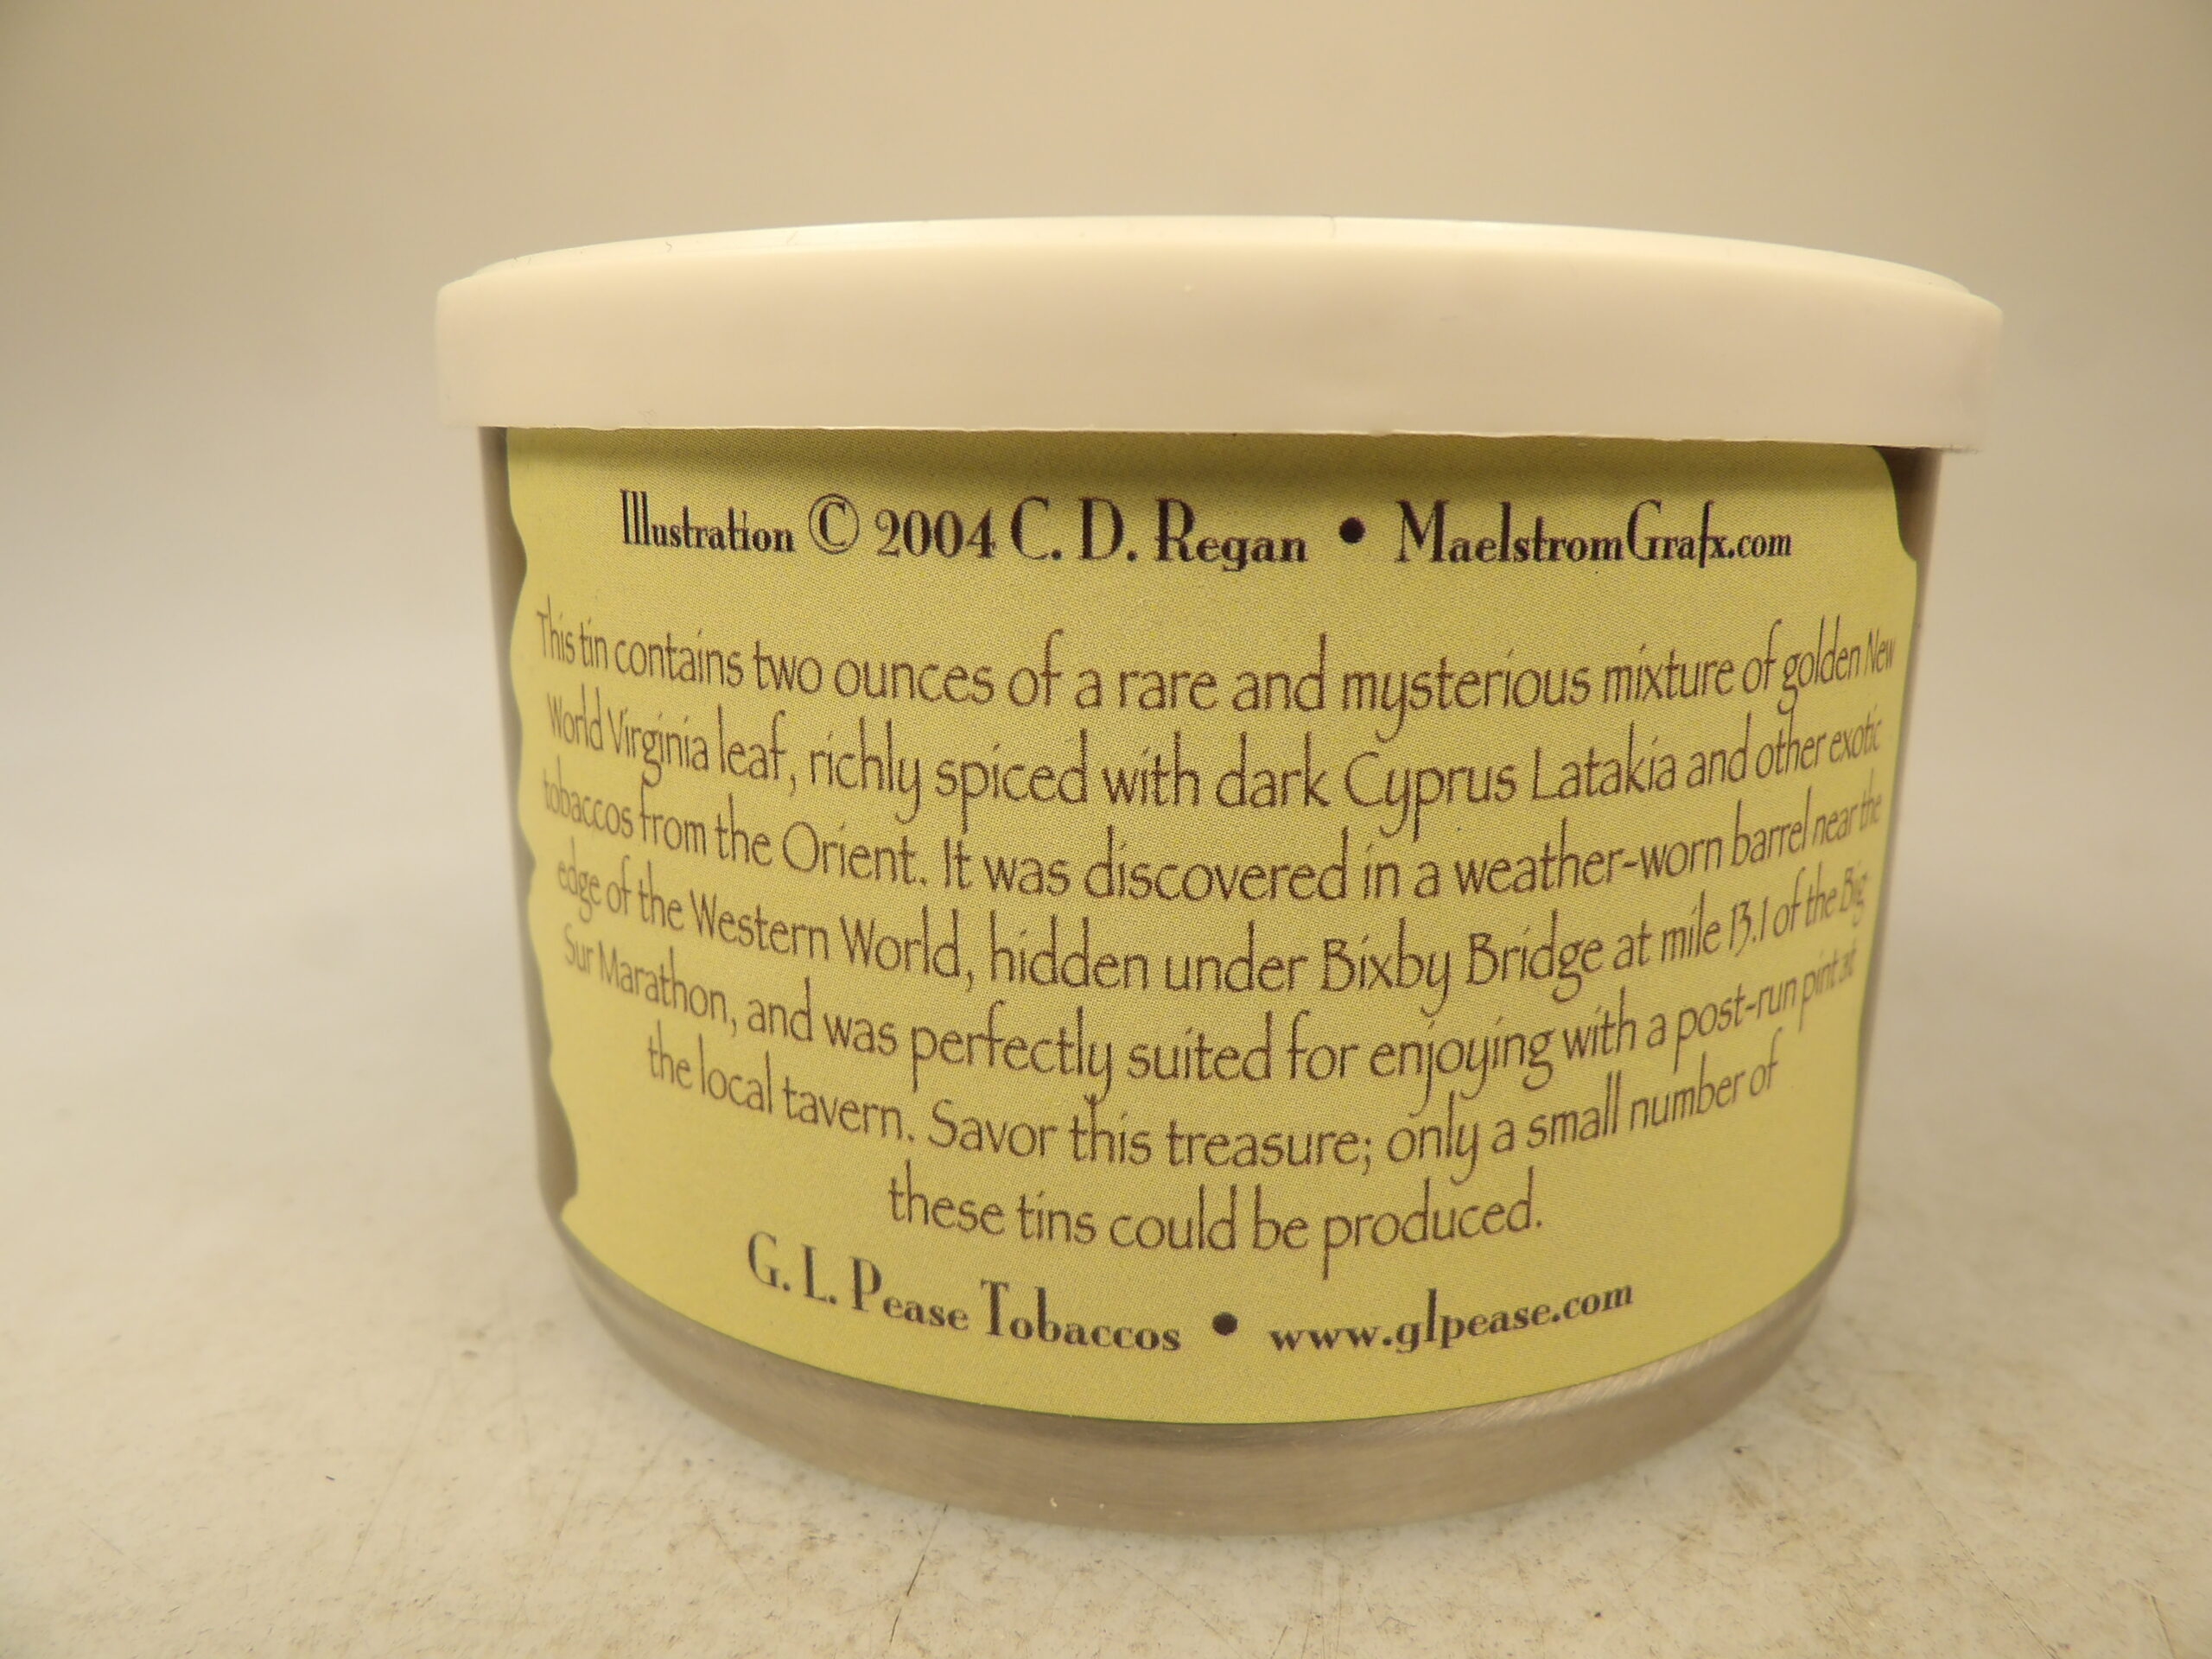 Illustration © 2004 C. D. Regan • MaelstromGrafx.com
This tin contains two ounces of a rare and mysterious mixture of golden New
World Virginia leaf, richly spiced with dark Cyprus Latakia and other exotic
tobaccos from the Orient. It was discovered in a weather-worn barrel near the
edge of the Western World, hidden under Bixby Bridge at mile 13.1 of the Big
Sur Marathon, and was perfectly suited for enjoying with a post-run pint at
the local tavern. Savor this treasure; only a small number of
these tins could be produced.
G. L. Pease Tobaccos • www.glpease.com